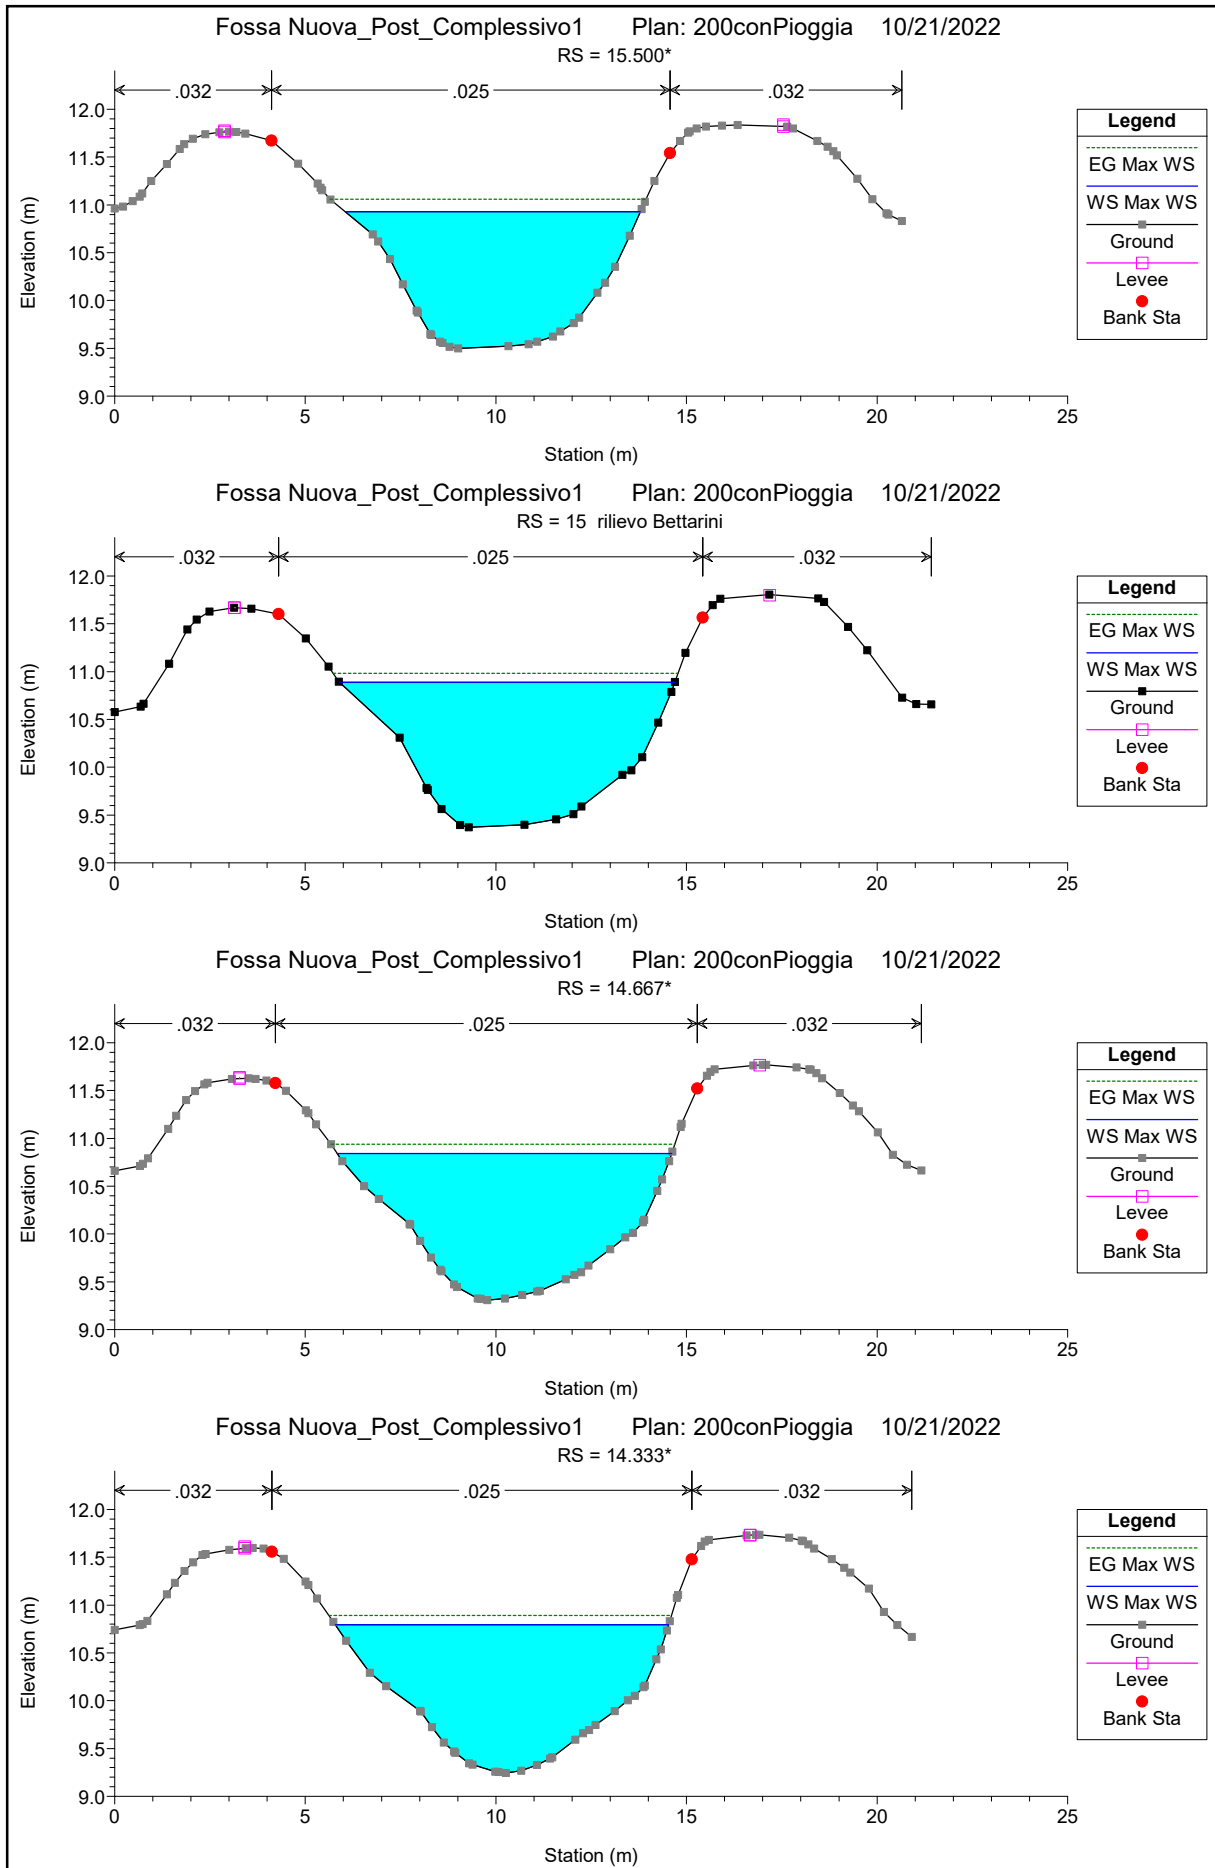 Fossa Nuova_Post_Complessivo1 Plan: 200conPioggia 10/21/2022
RS = 15.500*
.032 .025 .032
12.0
11.5
11.0
10.5
10.0
9.5
9.0
Elevation (m)
0 5 10 15 20 25
Station (m)
Legend
EG Max WS
WS Max WS
Ground
Levee
Bank Sta
Fossa Nuova_Post_Complessivo1 Plan: 200conPioggia 10/21/2022
RS = 15 rilievo Bettarini
.032 .025 .032
12.0
11.5
11.0
10.5
10.0
9.5
9.0
Elevation (m)
0 5 10 15 20 25
Station (m)
Legend
EG Max WS
WS Max WS
Ground
Levee
Bank Sta
Fossa Nuova_Post_Complessivo1 Plan: 200conPioggia 10/21/2022
RS = 14.667*
.032 .025 .032
12.0
11.5
11.0
10.5
10.0
9.5
9.0
Elevation (m)
0 5 10 15 20 25
Station (m)
Legend
EG Max WS
WS Max WS
Ground
Levee
Bank Sta
Fossa Nuova_Post_Complessivo1 Plan: 200conPioggia 10/21/2022
RS = 14.333*
.032 .025 .032
12.0
11.5
11.0
10.5
10.0
9.5
9.0
Elevation (m)
0 5 10 15 20 25
Station (m)
Legend
EG Max WS
WS Max WS
Ground
Levee
Bank Sta